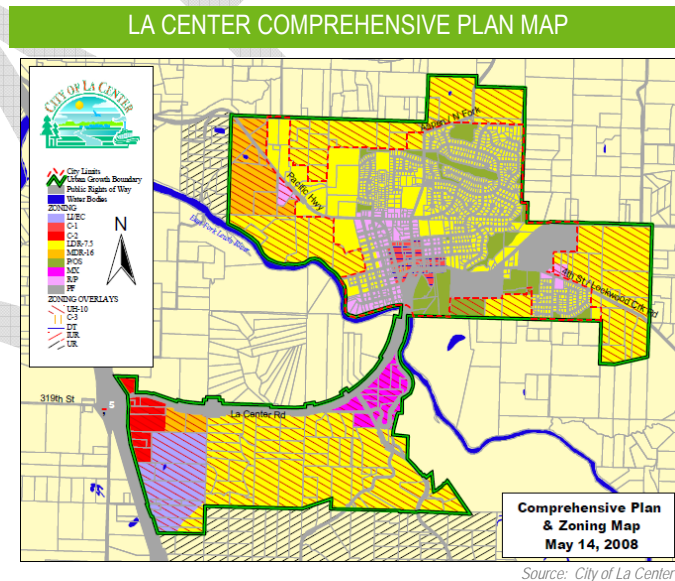 LA CENTER COMPREHENSIVE PLAN MAP
CITY OF LA CENTER
City Limits
Urban Growth Boundary
Public Rights of Way
Water Bodies
ZONING
LI/EC
C-1
C-2
LDR-7.5
MDR-16
P/OS
MX
R/P
PF
ZONING OVERLAYS
UH-10
C-3
DT
IUR
UR
N
Pacific Hwy
N Fork
East Fork Lewis River
4th St / Lockwood Crk Rd
319th St
5
La Center Rd
Comprehensive Plan
& Zoning Map
May 14, 2008
Source: City of La Center